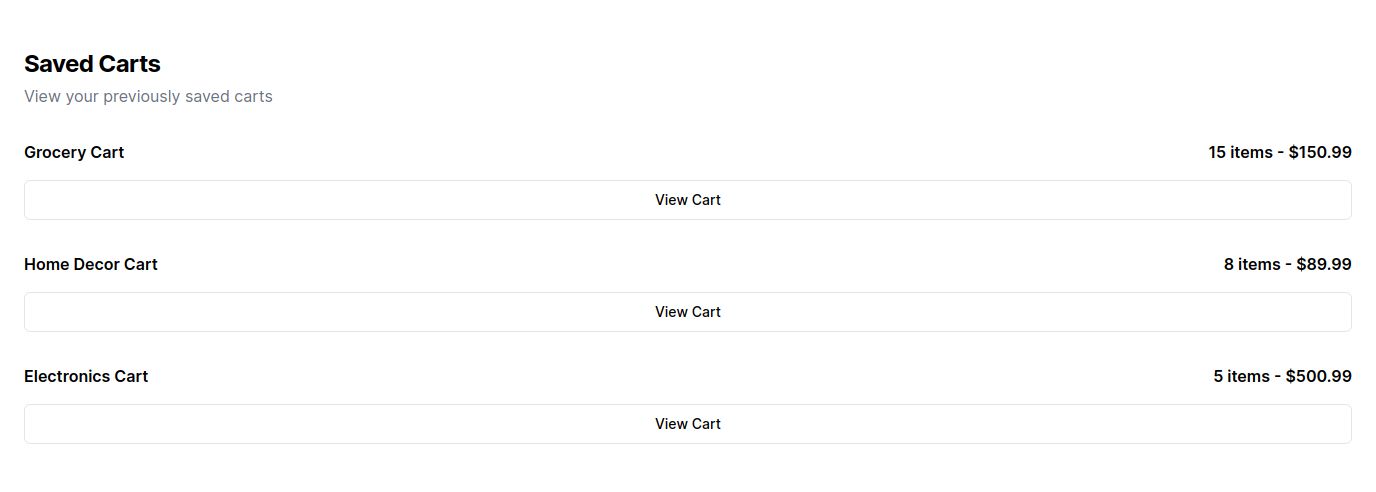 Saved Carts
View your previously saved carts
Grocery Cart 15 items - $150.99
View Cart
Home Decor Cart 8 items - $89.99
View Cart
Electronics Cart 5 items - $500.99
View Cart